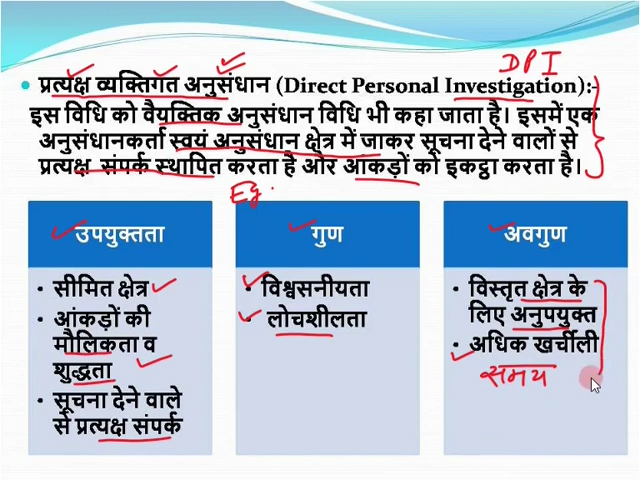 DPI
प्रत्यक्ष व्यक्तिगत अनुसंधान (Direct Personal Investigation):-
इस विधि को वैयक्तिक अनुसंधान विधि भी कहा जाता है। इसमें एक
अनुसंधानकर्ता स्वयं अनुसंधान क्षेत्र में जाकर सूचना देने वालों से
प्रत्यक्ष संपर्क स्थापित करता है और आंकड़ों को इकट्ठा करता है।
Eg.
उपयुक्तता
सीमित क्षेत्र
आंकड़ों की
मौलिकता व
शुद्धता
सूचना देने वाले
से प्रत्यक्ष संपर्क
गुण
विश्वसनीयता
लोचशीलता
अवगुण
विस्तृत क्षेत्र के
लिए अनुपयुक्त
अधिक खर्चीली
समय